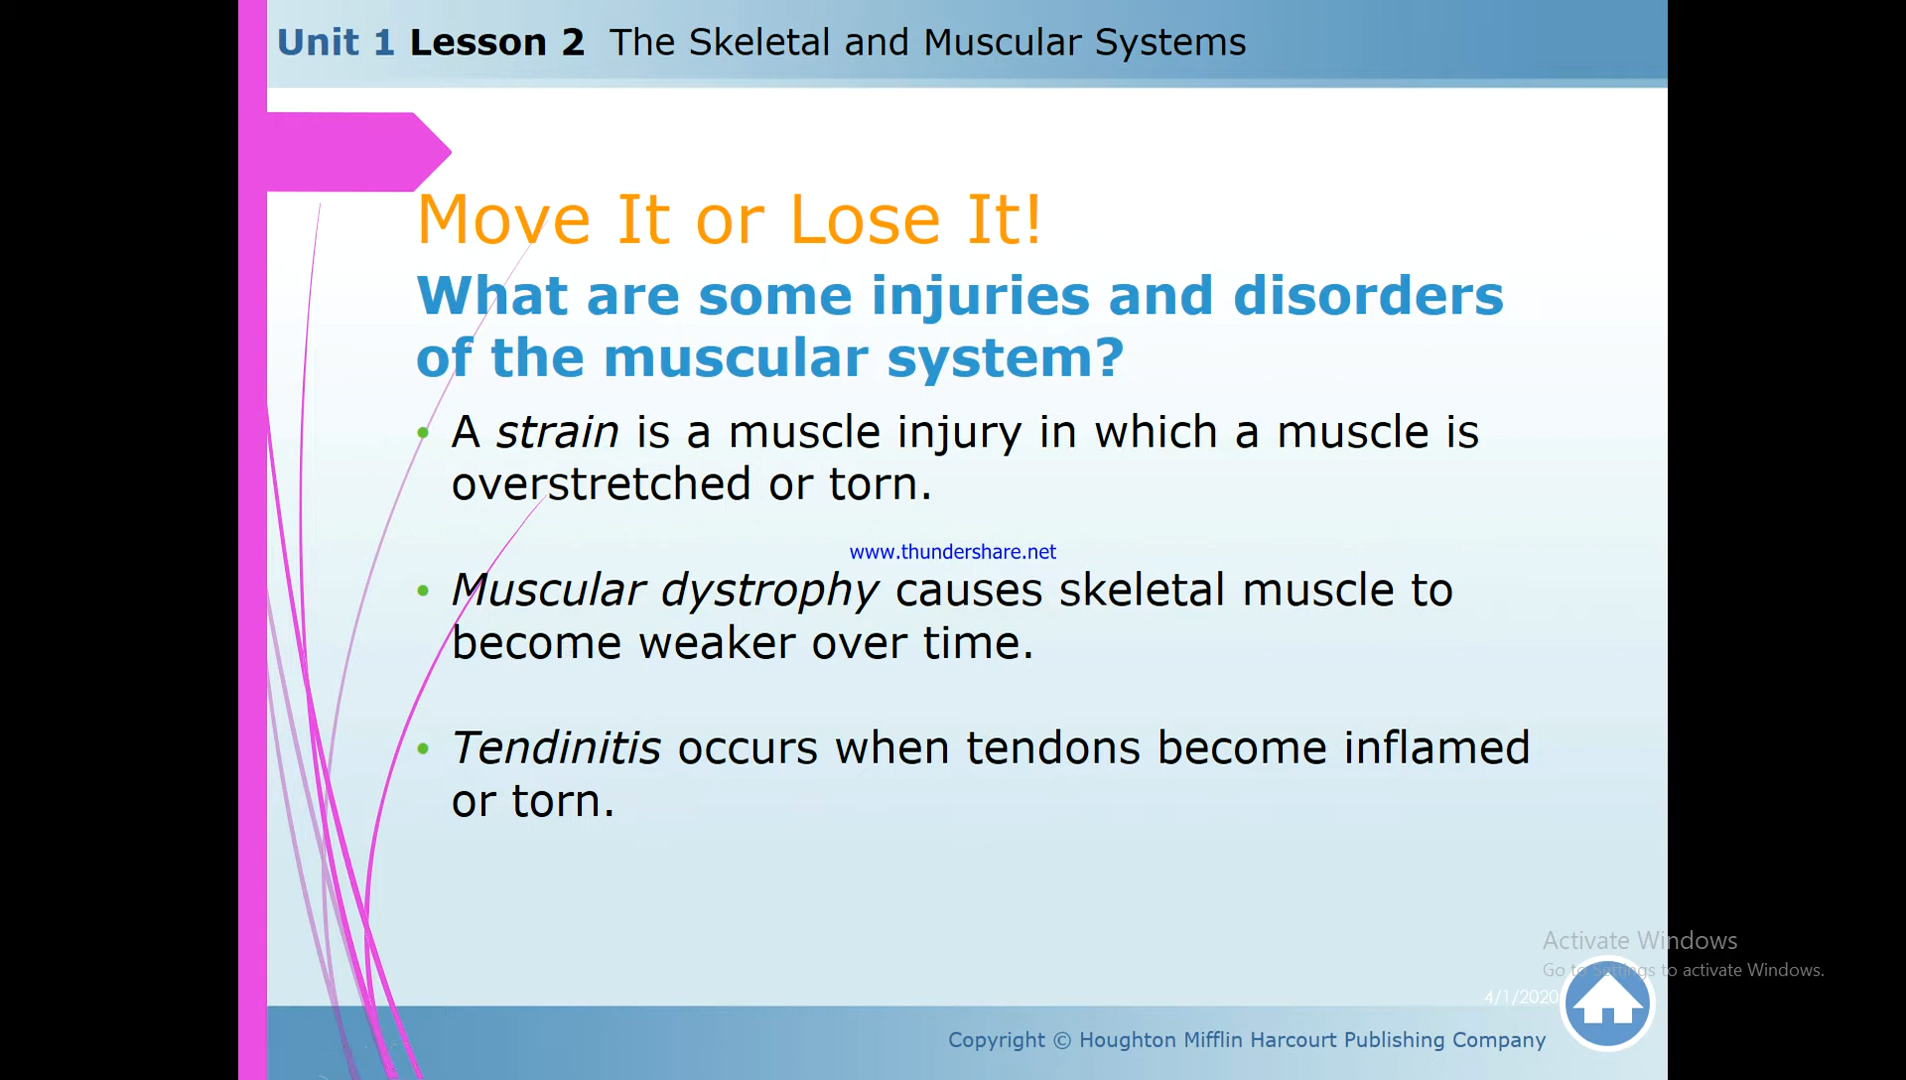 Unit 1 Lesson 2 The Skeletal and Muscular Systems
Move It or Lose It!
What are some injuries and disorders
of the muscular system?
• A strain is a muscle injury in which a muscle is
overstretched or torn.
www.thundershare.net
• Muscular dystrophy causes skeletal muscle to
become weaker over time.
• Tendinitis occurs when tendons become inflamed
or torn.
Activate Windows
Go to Settings to activate Windows.
4/1/2020
Copyright © Houghton Mifflin Harcourt Publishing Company